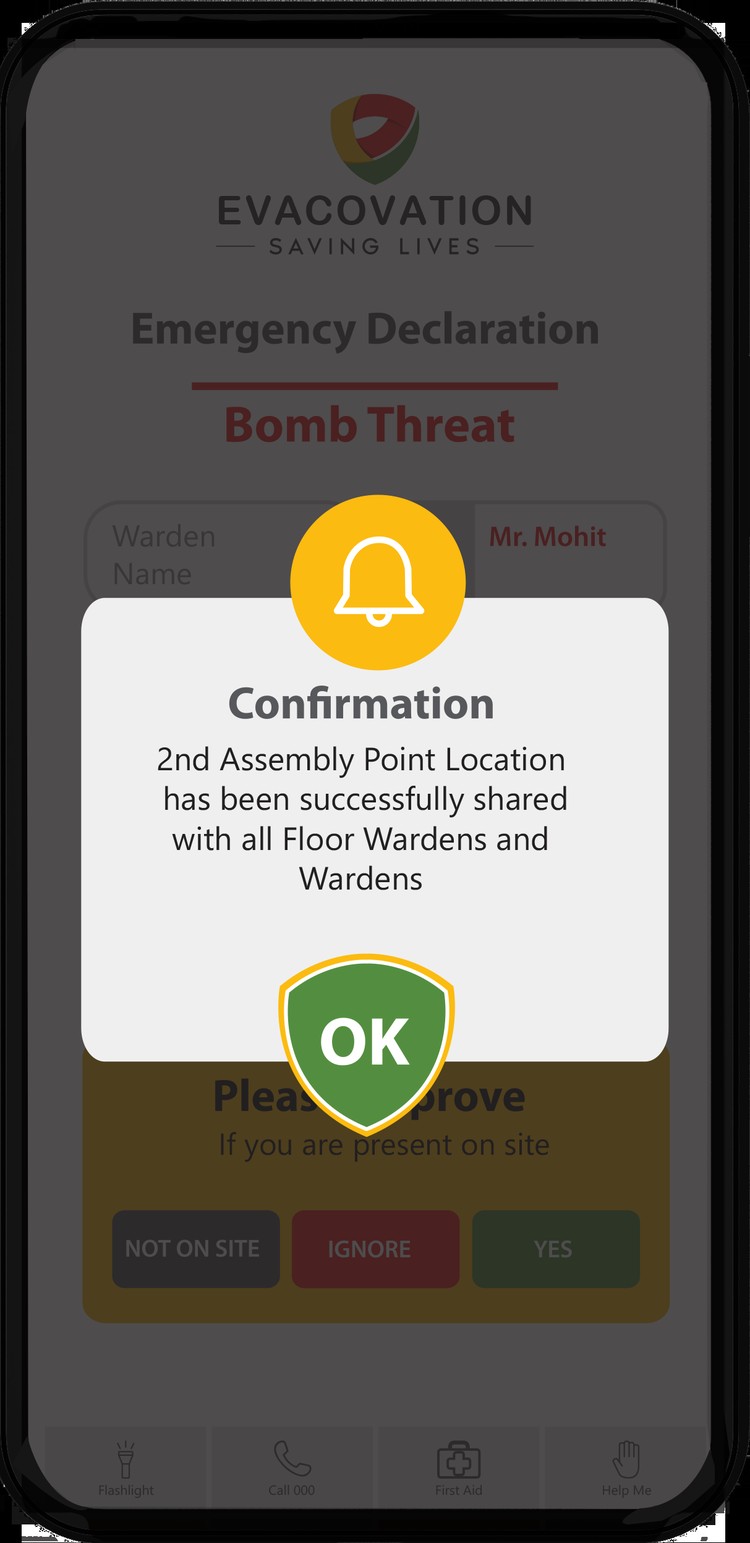 EVACOVATION
SAVING LIVES
Emergency Declaration
Bomb Threat
Warden
Name
Mr. Mohit
Confirmation
2nd Assembly Point Location
has been successfully shared
with all Floor Wardens and
Wardens
OK
If you are present on site
NOT ON SITE
IGNORE
YES
Flashlight
Call 000
First Aid
Help Me